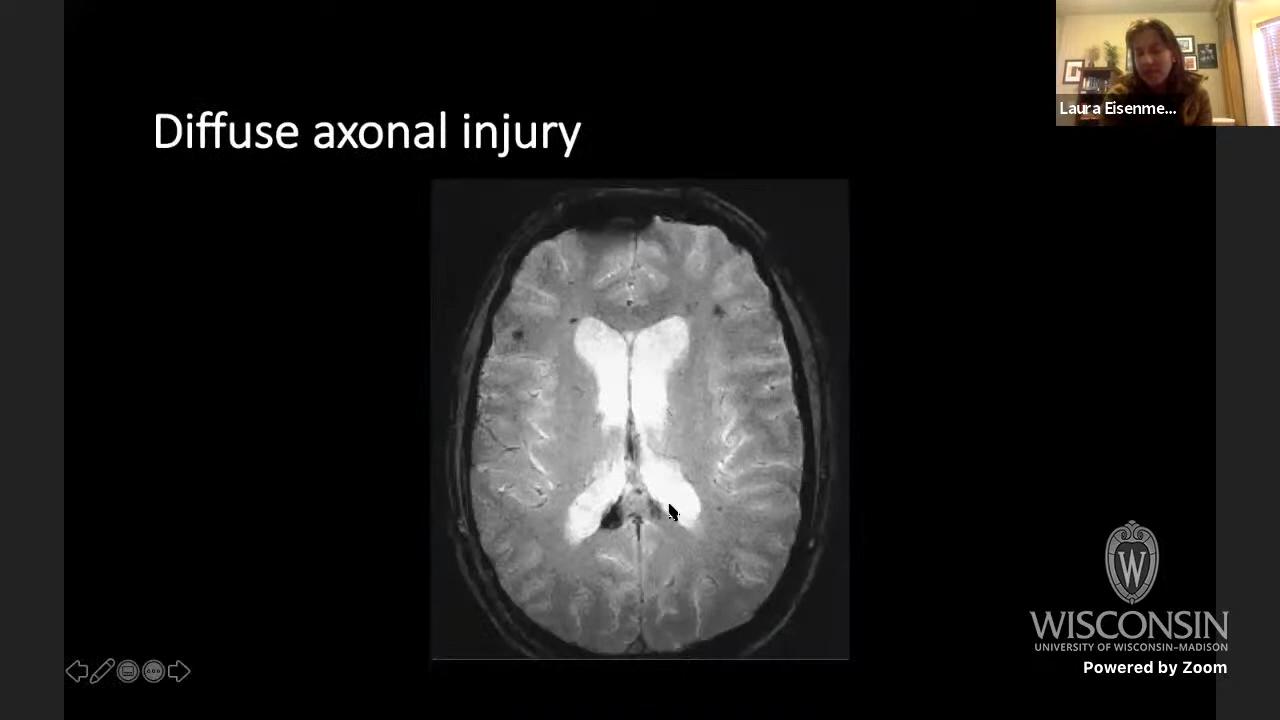 Diffuse axonal injury
Laura Eisenme...
W
WISCONSIN
UNIVERSITY OF WISCONSIN–MADISON
Powered by Zoom